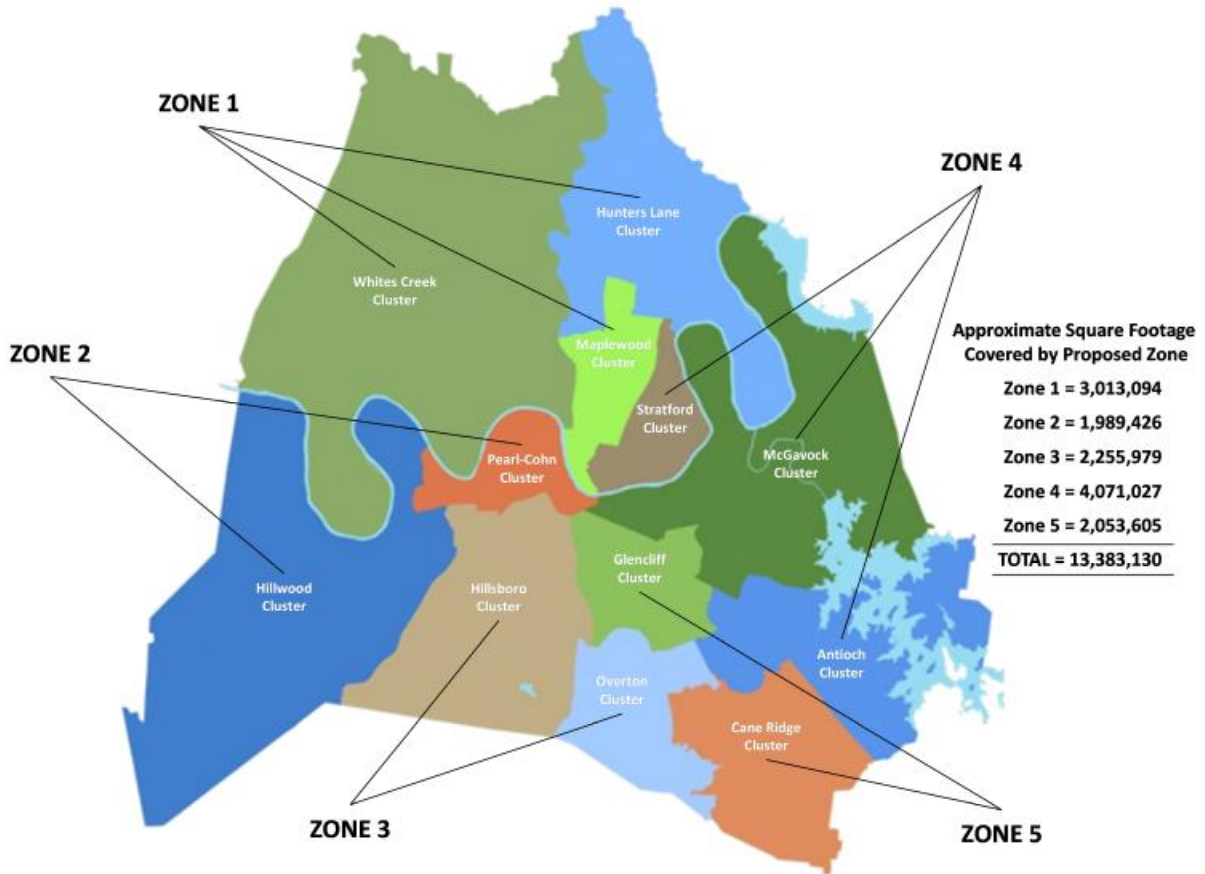 ZONE 1
ZONE 4
Hunters Lane
Cluster
Whites Creek
Cluster
Approximate Square Footage
Covered by Proposed Zone
Zone 1 = 3,013,094
Zone 2 = 1,989,426
Zone 3 = 2,255,979
Zone 4 = 4,071,027
Zone 5 = 2,053,605
TOTAL = 13,383,130
ZONE 2
Maplewood
Cluster
Stratford
Cluster
Pearl-Cohn
Cluster
McGavock
Cluster
Glencliff
Cluster
Hillwood
Cluster
Hillsboro
Cluster
Antioch
Cluster
Overton
Cluster
Cane Ridge
Cluster
ZONE 3
ZONE 5